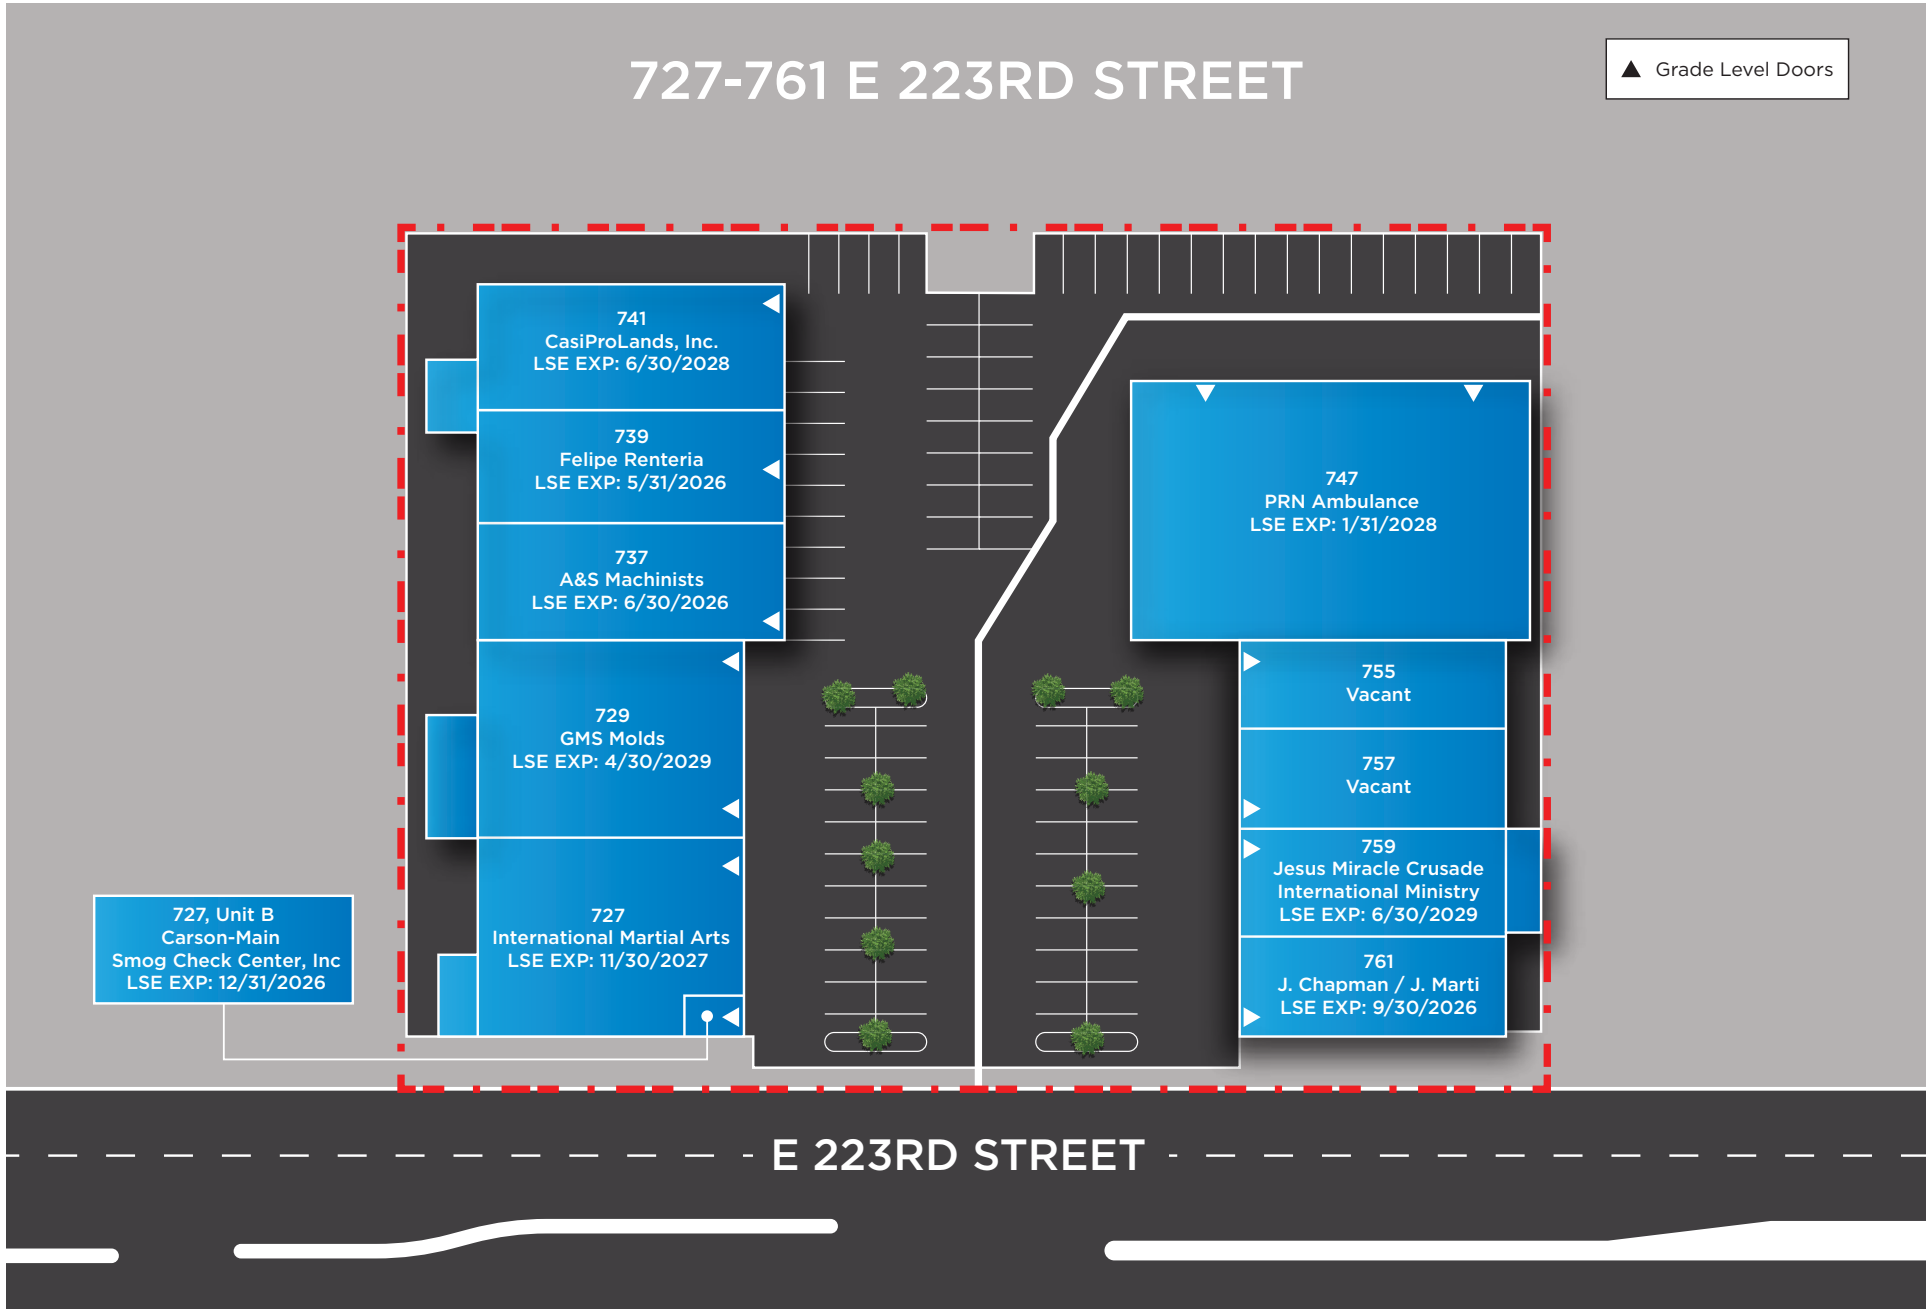 727-761 E 223RD STREET
Grade Level Doors
741
CasiProLands, Inc.
LSE EXP: 6/30/2028
739
Felipe Renteria
LSE EXP: 5/31/2026
737
A&S Machinists
LSE EXP: 6/30/2026
729
GMS Molds
LSE EXP: 4/30/2029
727
International Martial Arts
LSE EXP: 11/30/2027
727, Unit B
Carson-Main
Smog Check Center, Inc
LSE EXP: 12/31/2026
747
PRN Ambulance
LSE EXP: 1/31/2028
755
Vacant
757
Vacant
759
Jesus Miracle Crusade
International Ministry
LSE EXP: 6/30/2029
761
J. Chapman / J. Marti
LSE EXP: 9/30/2026
E 223RD STREET